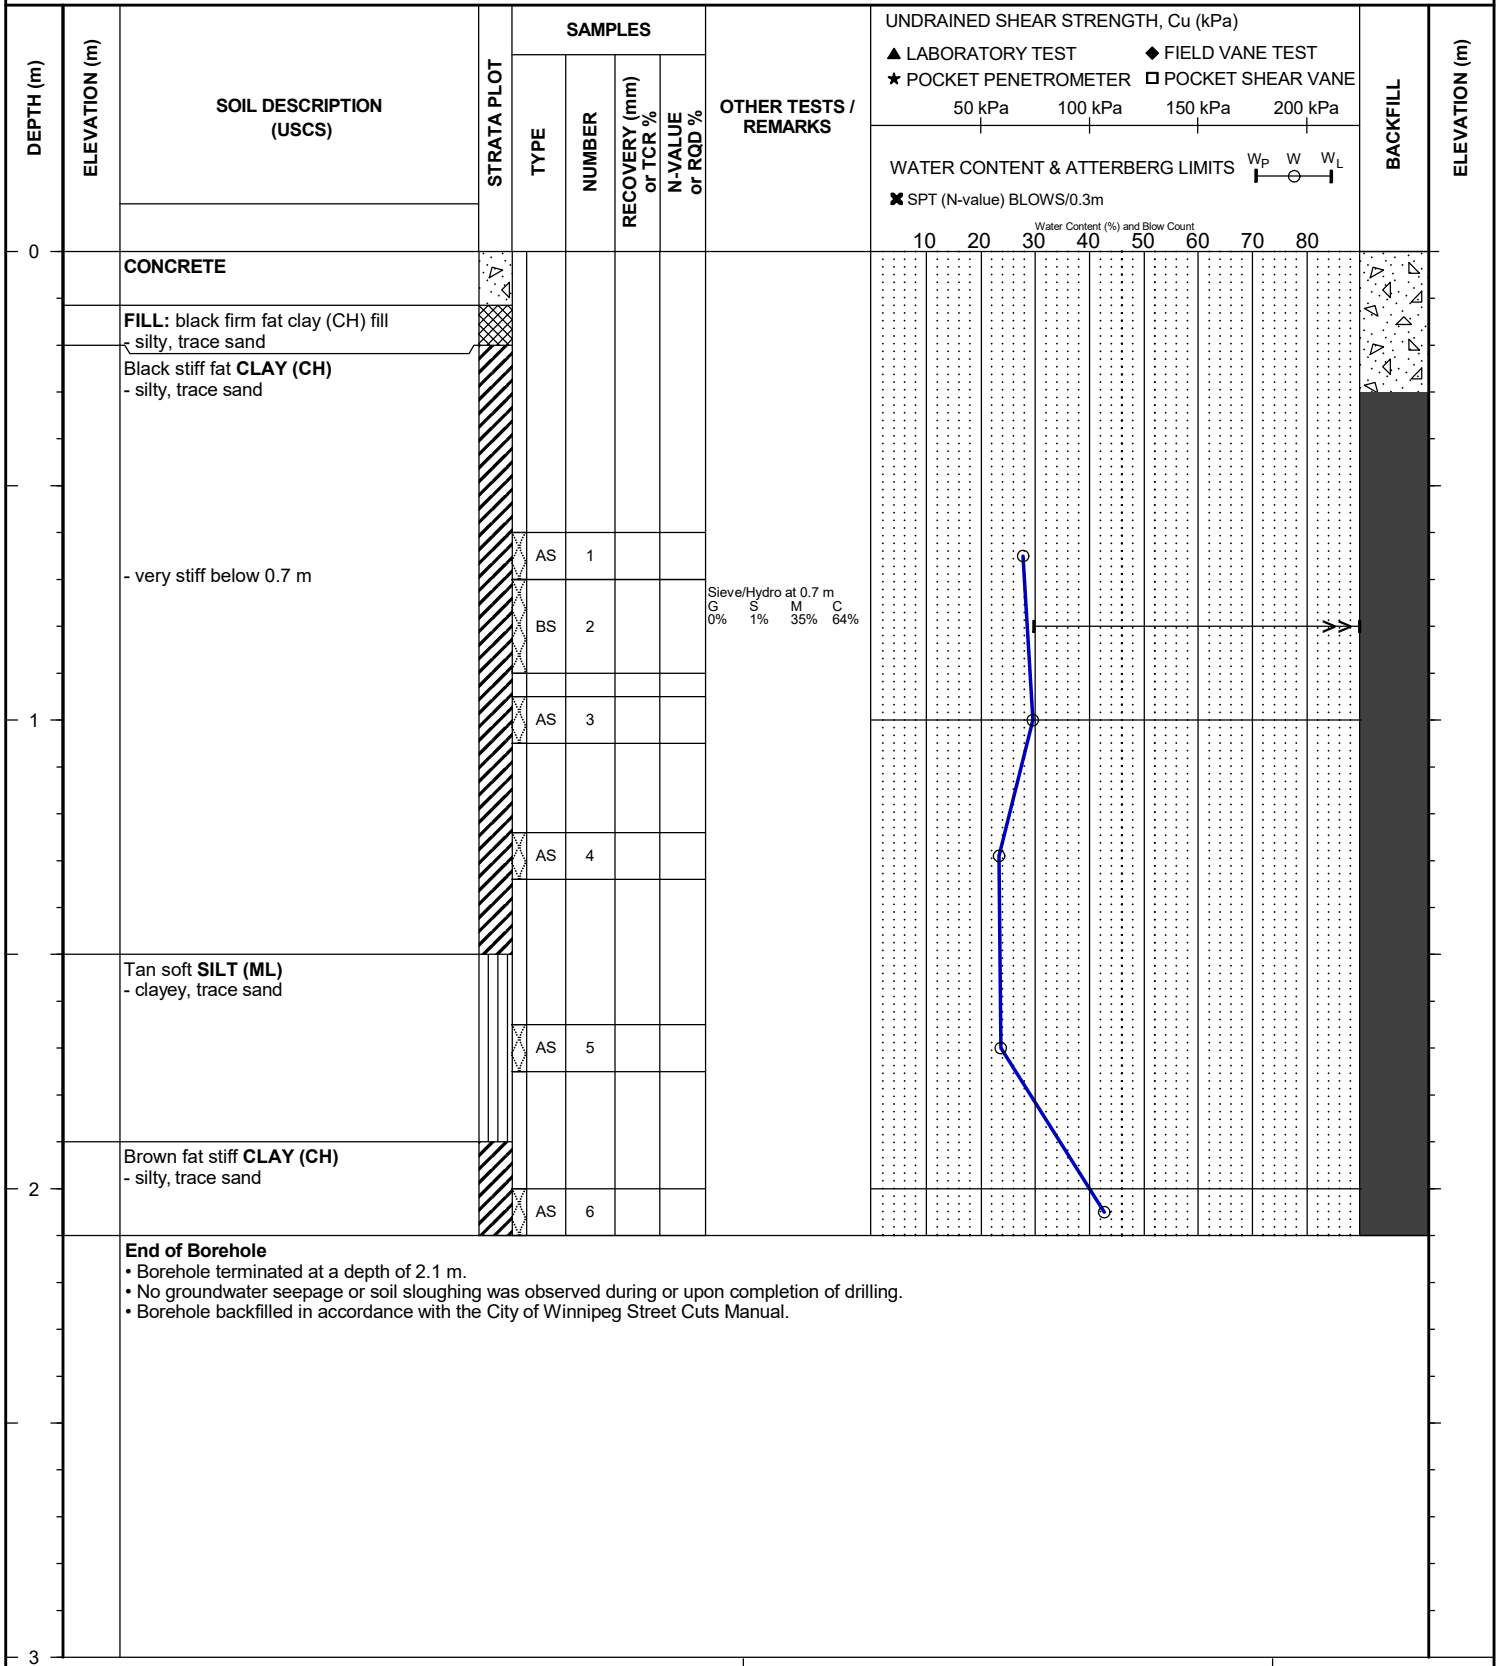 DEPTH (m)
ELEVATION (m)
SOIL DESCRIPTION
(USCS)
STRATA PLOT
SAMPLES
TYPE
NUMBER
RECOVERY (mm)
or TCR %
N-VALUE
or RQD %
OTHER TESTS /
REMARKS
UNDRAINED SHEAR STRENGTH, Cu (kPa)
▲ LABORATORY TEST ◆ FIELD VANE TEST
★ POCKET PENETROMETER □ POCKET SHEAR VANE
50 kPa 100 kPa 150 kPa 200 kPa
WATER CONTENT & ATTERBERG LIMITS WP W WL
✖ SPT (N-value) BLOWS/0.3m
Water Content (%) and Blow Count
10 20 30 40 50 60 70 80
BACKFILL
ELEVATION (m)
0
CONCRETE
FILL: black firm fat clay (CH) fill
- silty, trace sand
Black stiff fat CLAY (CH)
- silty, trace sand
AS 1
- very stiff below 0.7 m
Sieve/Hydro at 0.7 m
G S M C
0% 1% 35% 64%
BS 2
1
AS 3
AS 4
Tan soft SILT (ML)
- clayey, trace sand
AS 5
Brown fat stiff CLAY (CH)
- silty, trace sand
2
AS 6
End of Borehole
• Borehole terminated at a depth of 2.1 m.
• No groundwater seepage or soil sloughing was observed during or upon completion of drilling.
• Borehole backfilled in accordance with the City of Winnipeg Street Cuts Manual.
3